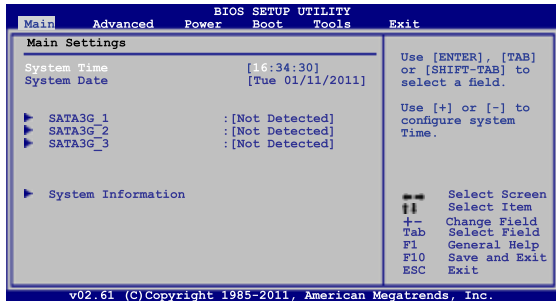 BIOS SETUP UTILITY
Main Advanced Power Boot Tools Exit
Main Settings
System Time [16:34:30]
System Date [Tue 01/11/2011]
SATA3G_1 :[Not Detected]
SATA3G_2 :[Not Detected]
SATA3G_3 :[Not Detected]
System Information
Use [ENTER], [TAB]
or [SHIFT-TAB] to
select a field.
Use [+] or [-] to
configure system
Time.
Select Screen
Select Item
+- Change Field
Tab Select Field
F1 General Help
F10 Save and Exit
ESC Exit
v02.61 (C)Copyright 1985-2011, American Megatrends, Inc.